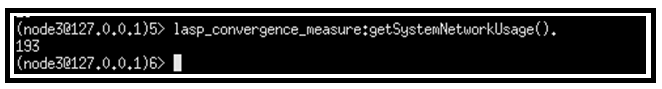 (node3@127.0.0.1)5> lasp_convergence_measure:getSystemNetworkUsage().
193
(node3@127.0.0.1)6>